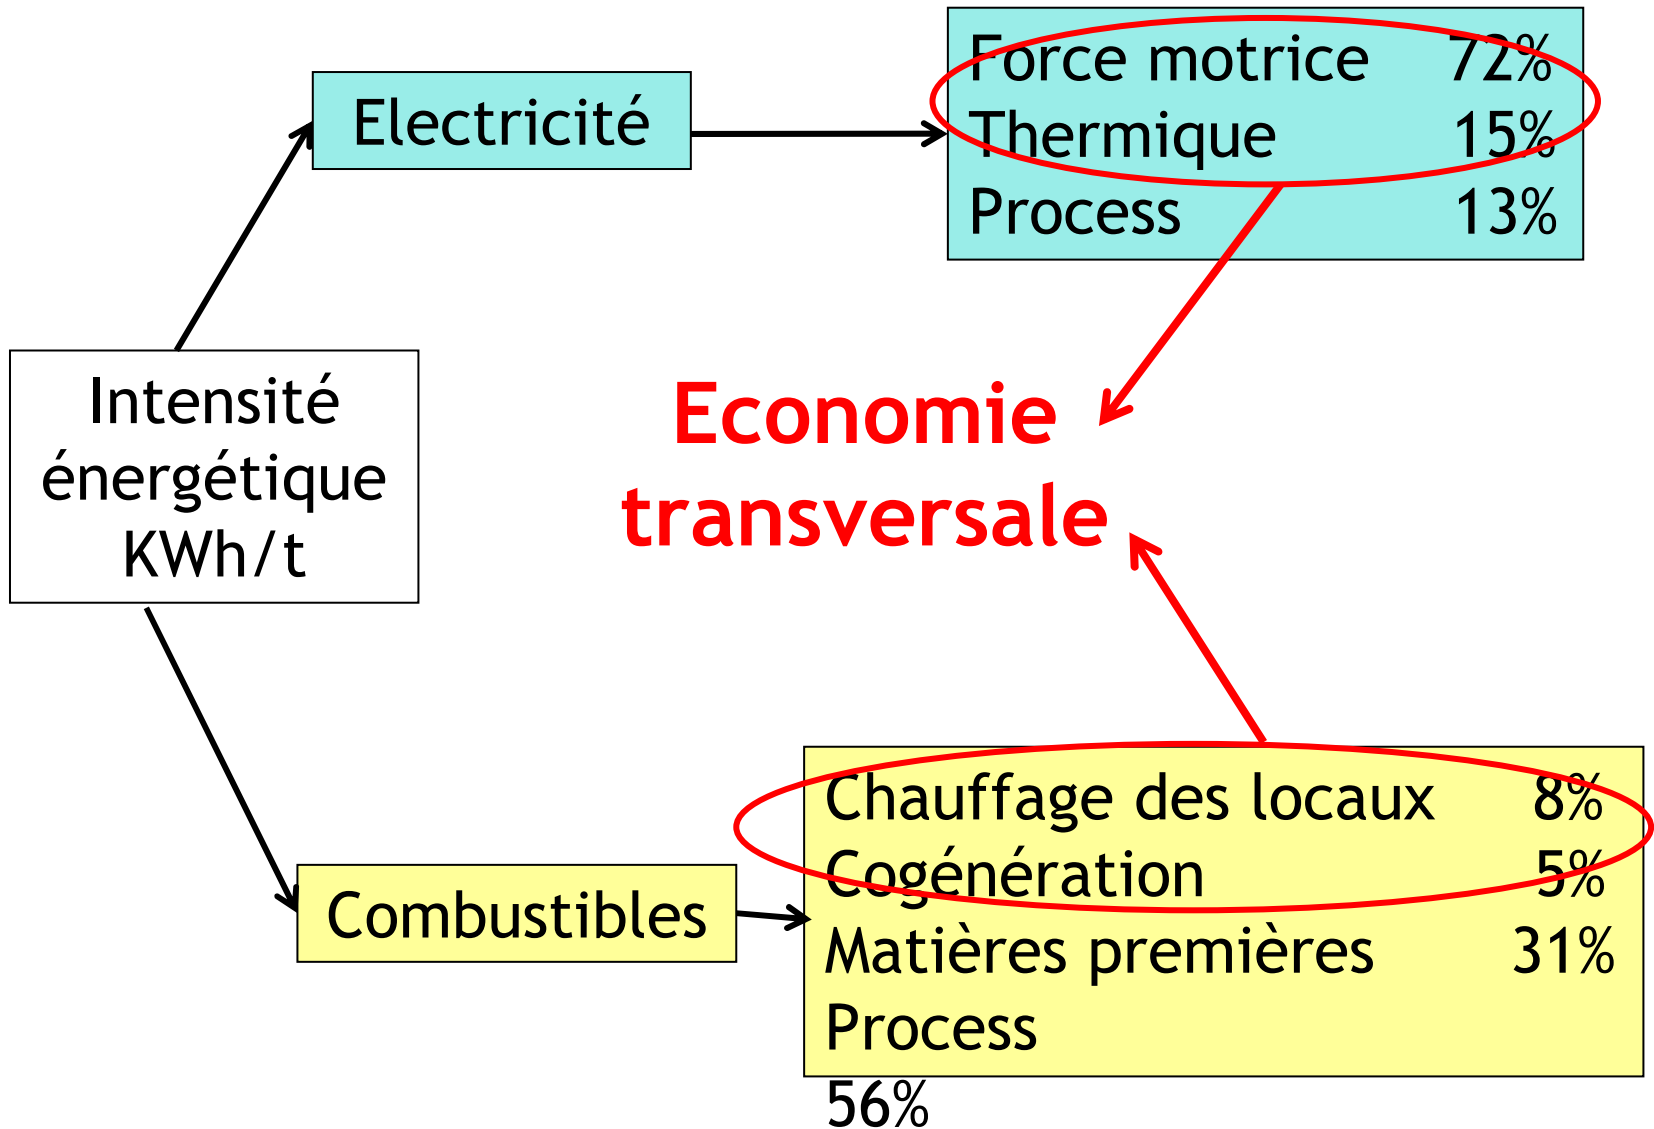 Force motrice 72%
Thermique 15%
Process 13%
Electricité
Intensité
énergétique
KWh/t
Economie
transversale
Combustibles
Chauffage des locaux 8%
Cogénération 5%
Matières premières 31%
Process
56%